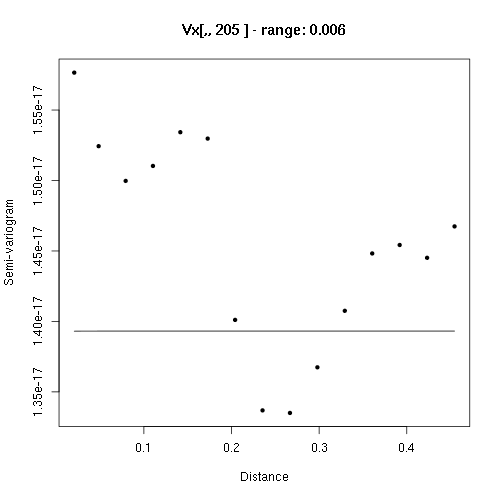 Vx[,, 205 ] - range: 0.006
Semi-variogram
1.55e-17
1.50e-17
1.45e-17
1.40e-17
1.35e-17
0.1 0.2 0.3 0.4
Distance